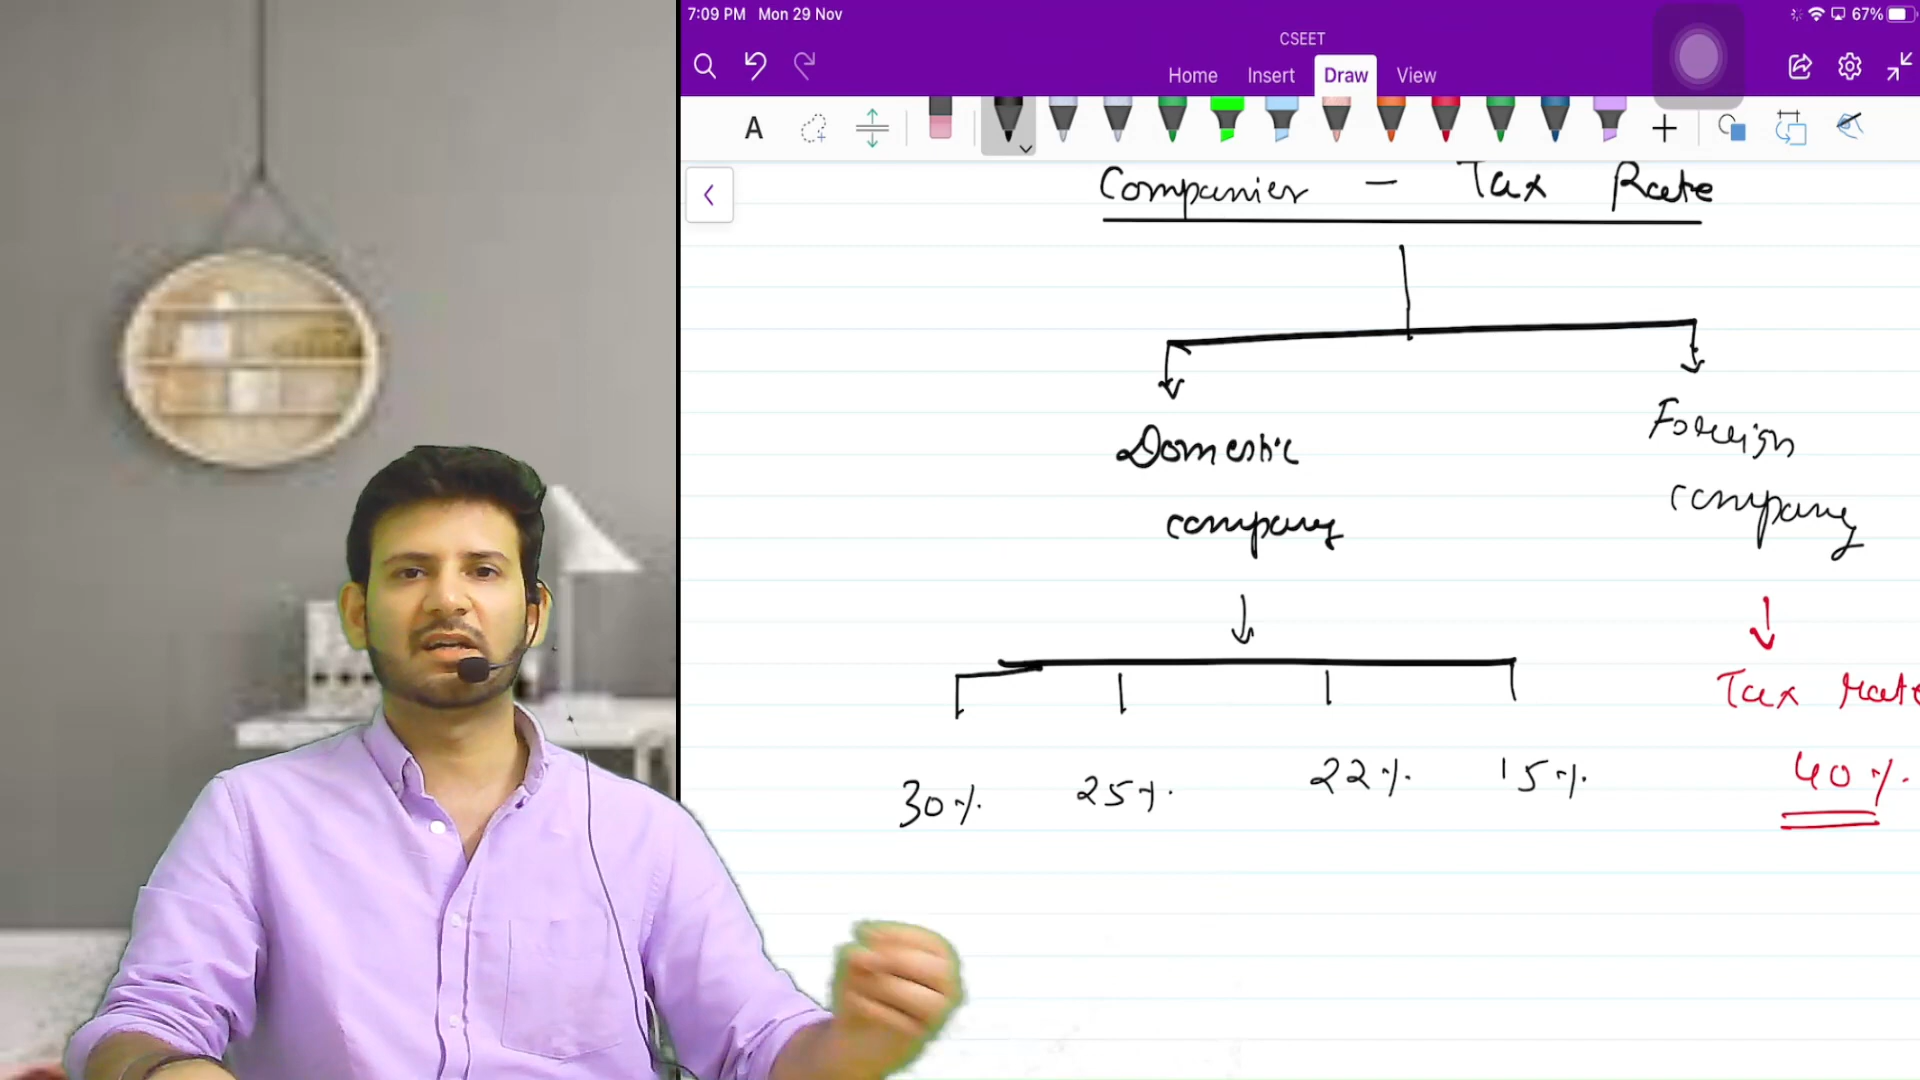 7:09 PM Mon 29 Nov
67%
CSEET
Home Insert Draw View
A
Companies - Tax Rate
Domestic
company
Foreign
company
Tax rate
30% 25% 22% 15%
40%